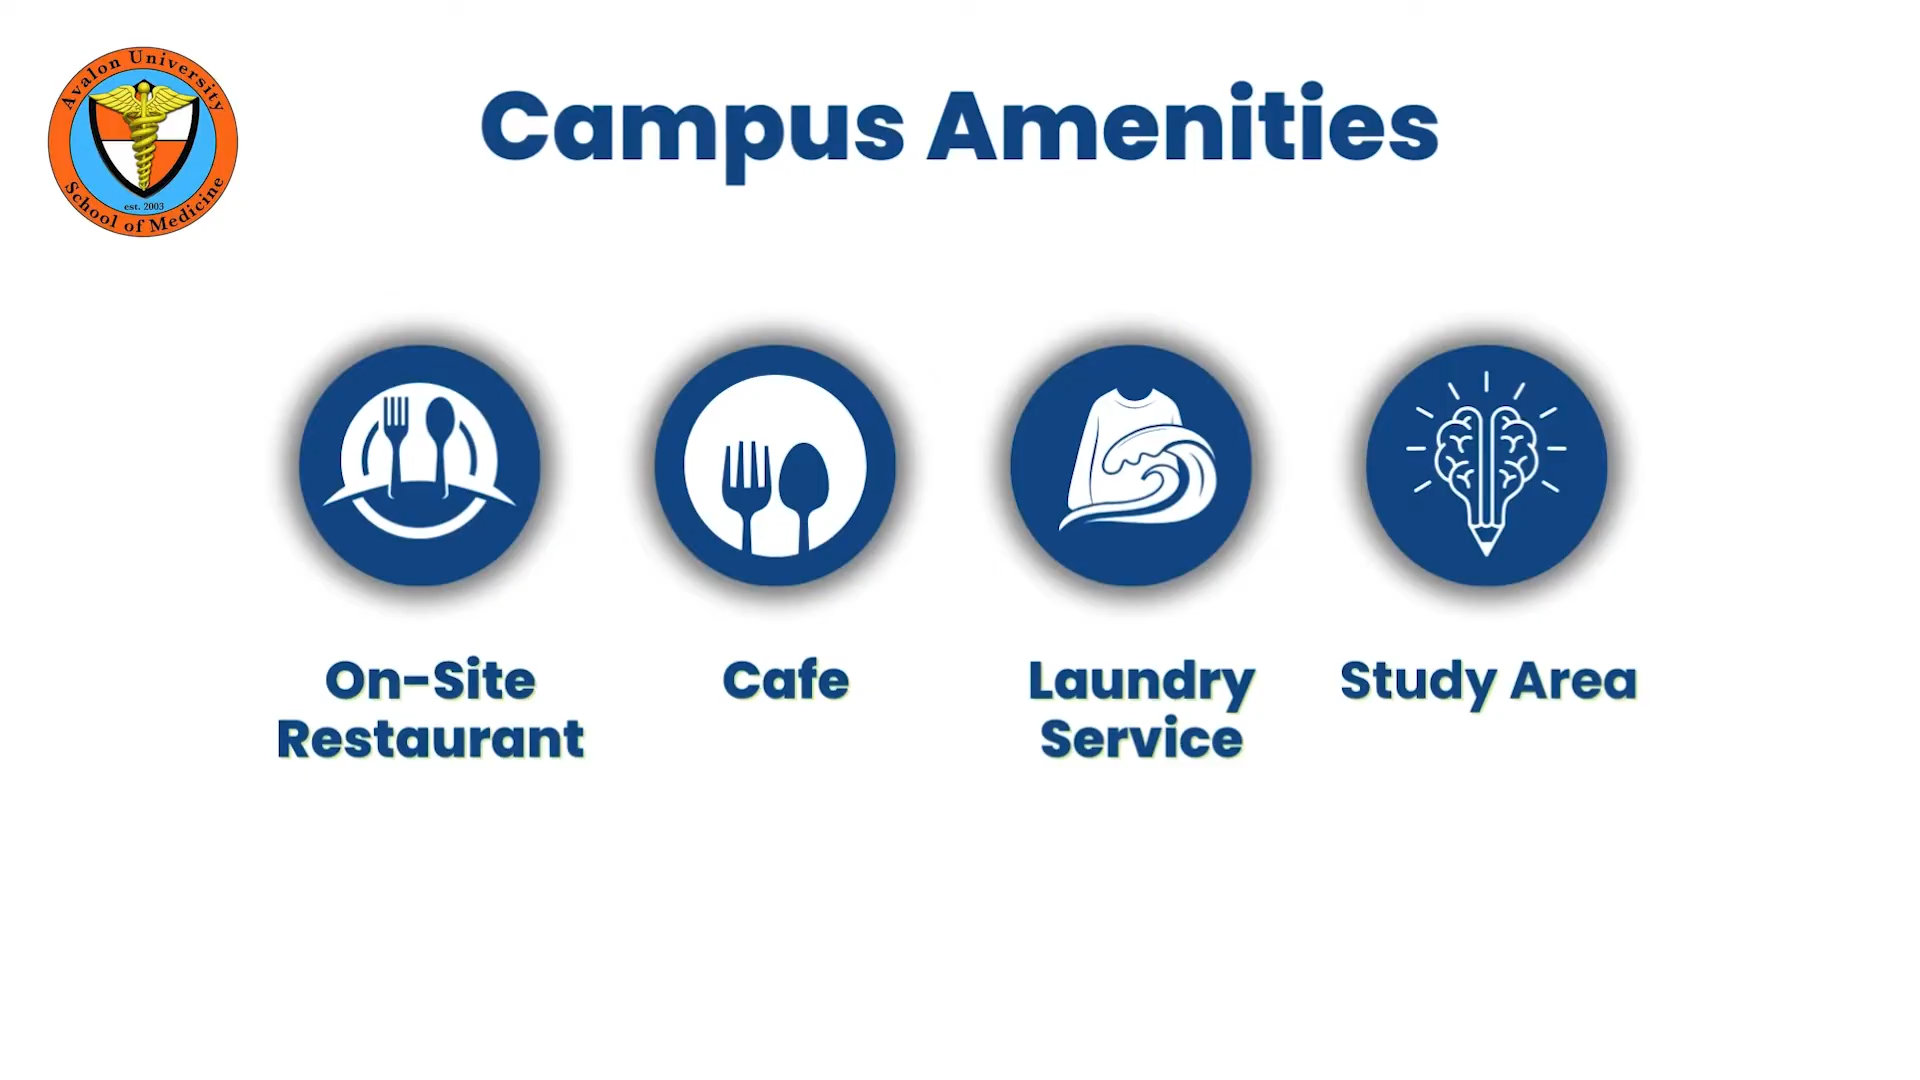 Avalon University
School of Medicine
est. 2003
Campus Amenities
On-Site
Restaurant
Cafe
Laundry
Service
Study Area